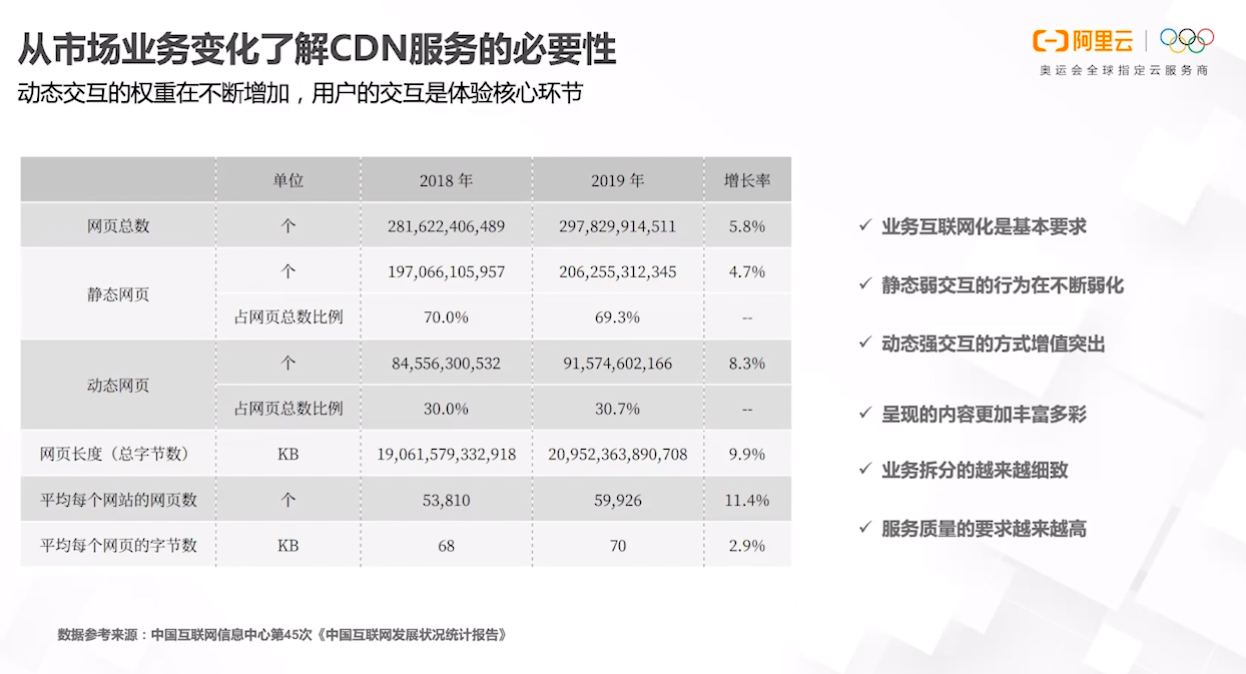 从市场业务变化了解CDN服务的必要性
动态交互的权重在不断增加，用户的交互是体验核心环节
阿里云
奥运会全球指定云服务商
单位 2018 年 2019 年 增长率
网页总数 个 281,622,406,489 297,829,914,511 5.8%
静态网页 个 197,066,105,957 206,255,312,345 4.7%
占网页总数比例 70.0% 69.3% --
动态网页 个 84,556,300,532 91,574,602,166 8.3%
占网页总数比例 30.0% 30.7% --
网页长度（总字节数） KB 19,061,579,332,918 20,952,363,890,708 9.9%
平均每个网站的网页数 个 53,810 59,926 11.4%
平均每个网页的字节数 KB 68 70 2.9%
✓ 业务互联网化是基本要求
✓ 静态弱交互的行为在不断弱化
✓ 动态强交互的方式增值突出
✓ 呈现的内容更加丰富多彩
✓ 业务拆分的越来越细致
✓ 服务质量的要求越来越高
数据参考来源：中国互联网信息中心第45次《中国互联网发展状况统计报告》